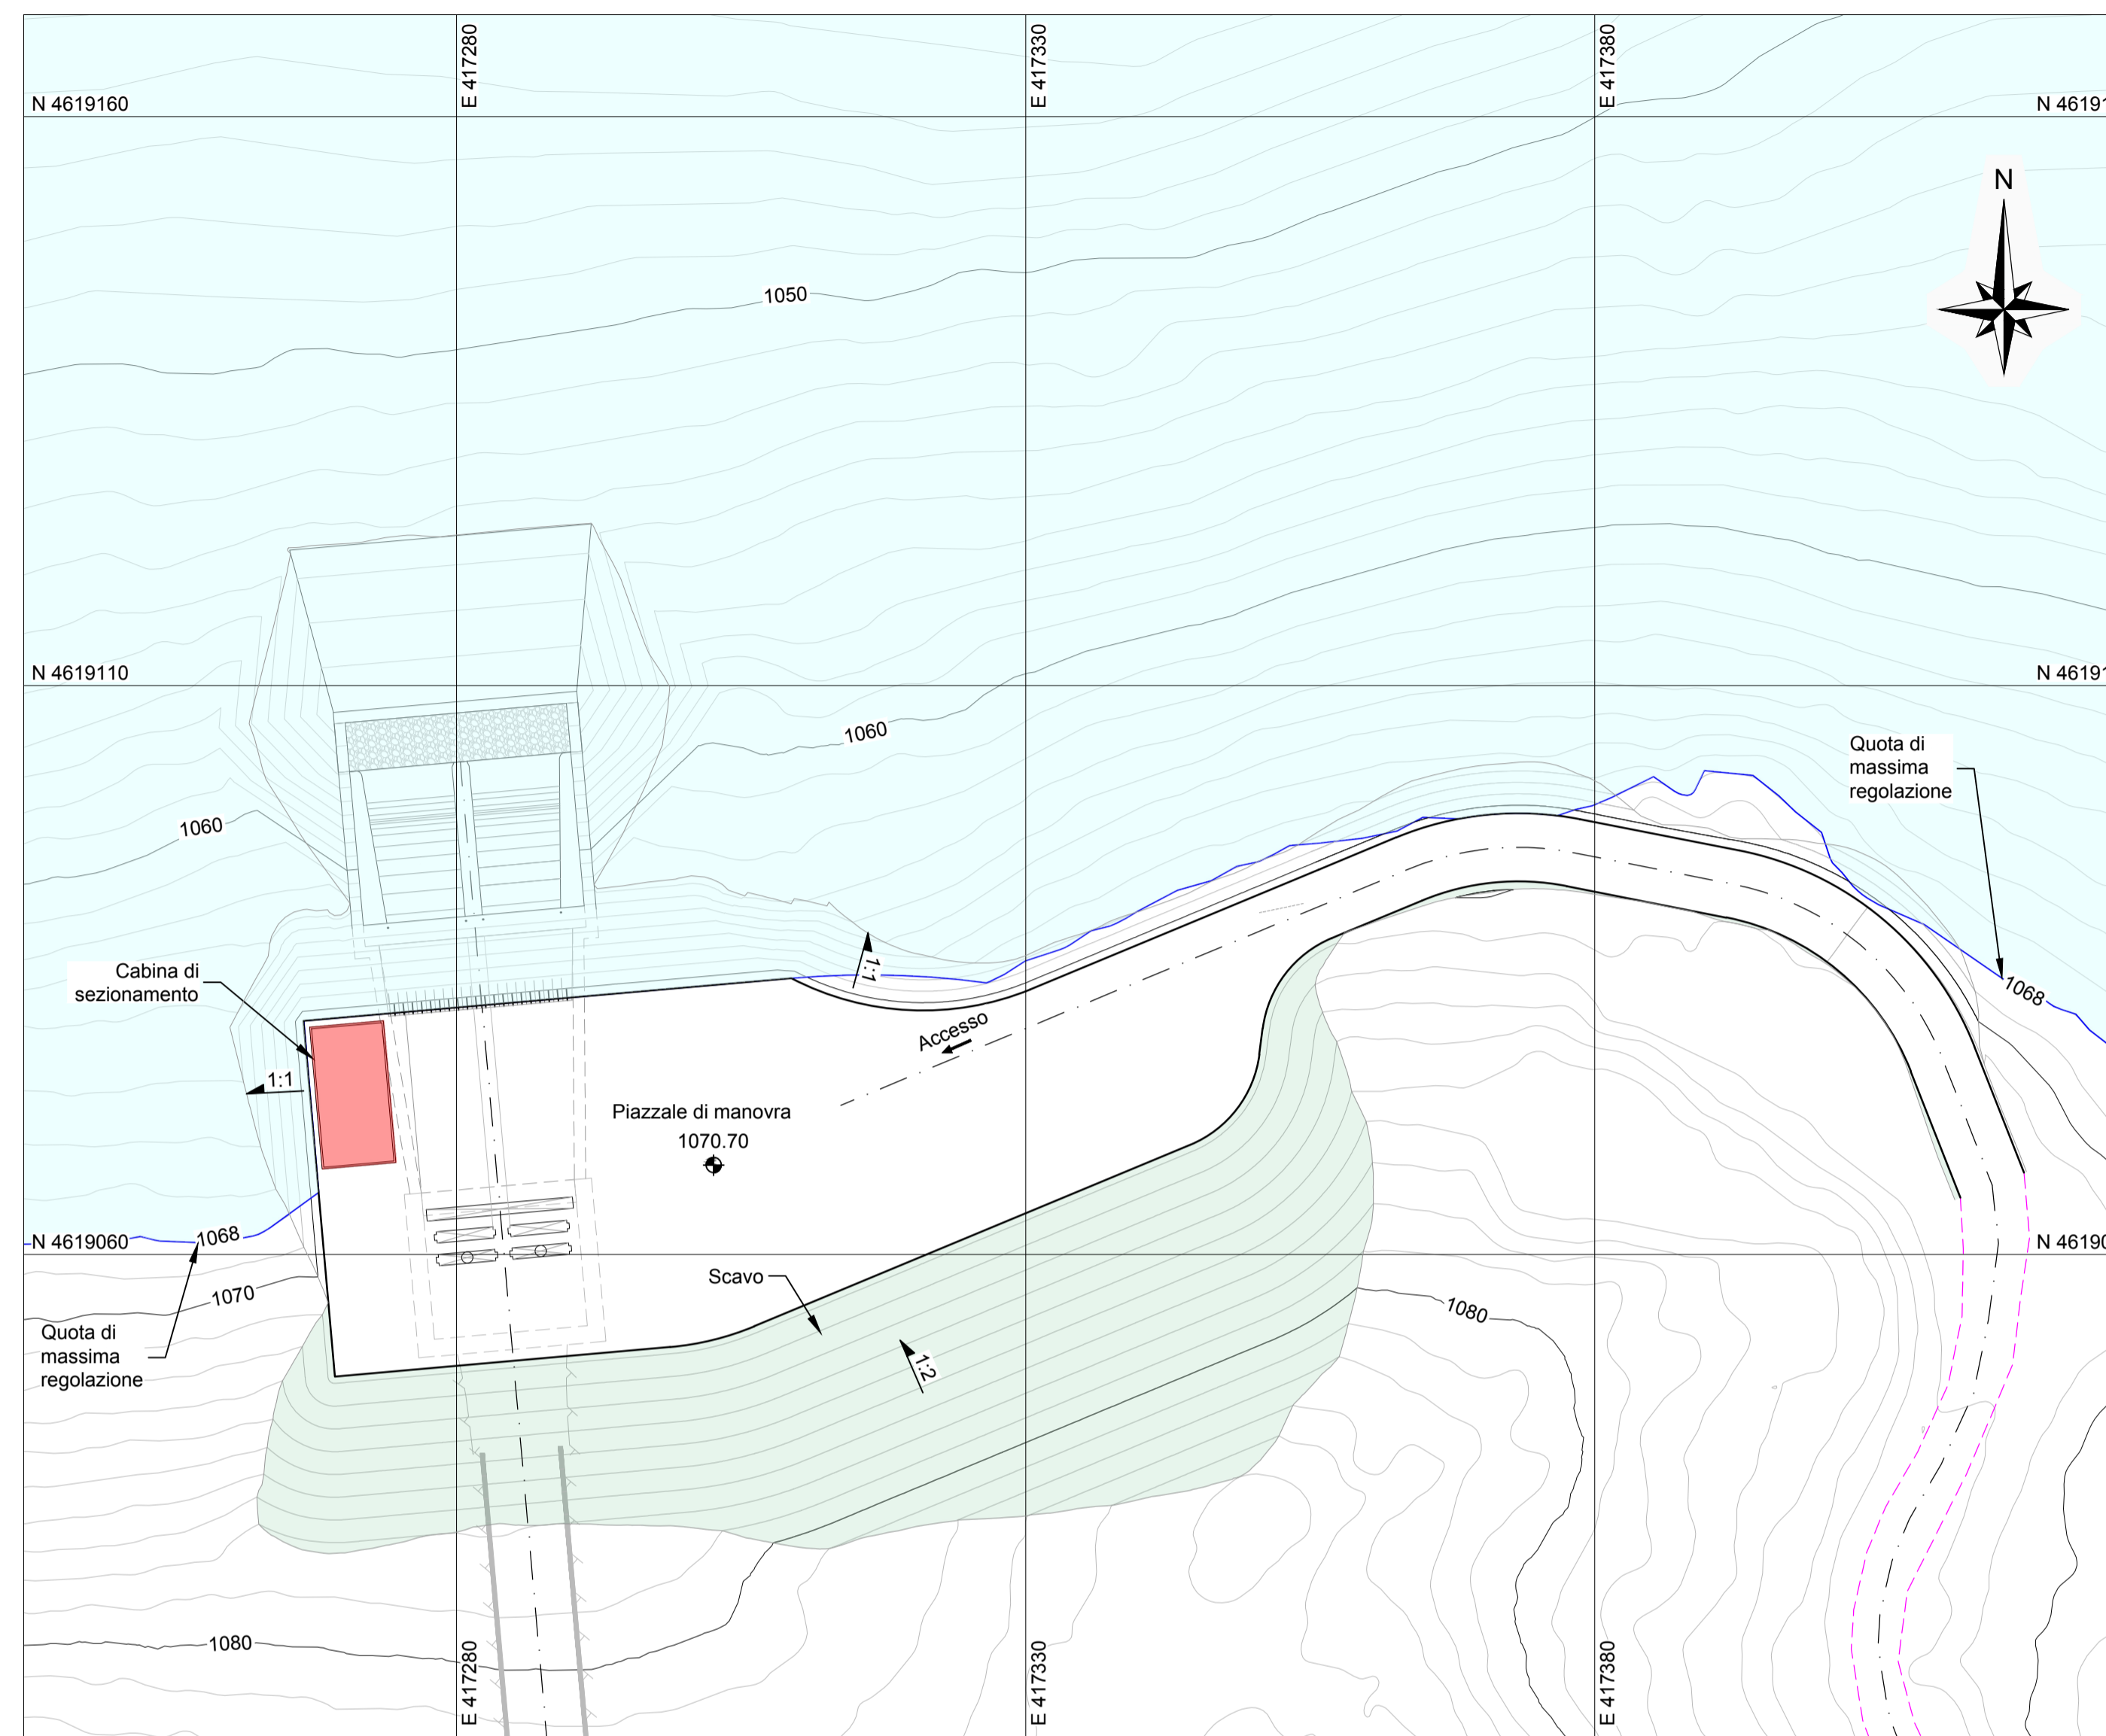 E 417280
E 417330
E 417380
N 4619160
N 46191
N
1050
N 4619110
N 46191
1060
1060
Quota di
massima
regolazione
Cabina di
sezionamento
1:1
1068
Accesso
1:1
Piazzale di manovra
1070.70
1068
N 4619060
N 46190
Scavo
1070
1080
Quota di
massima
regolazione
1:2
1080
E 417280
E 417330
E 417380